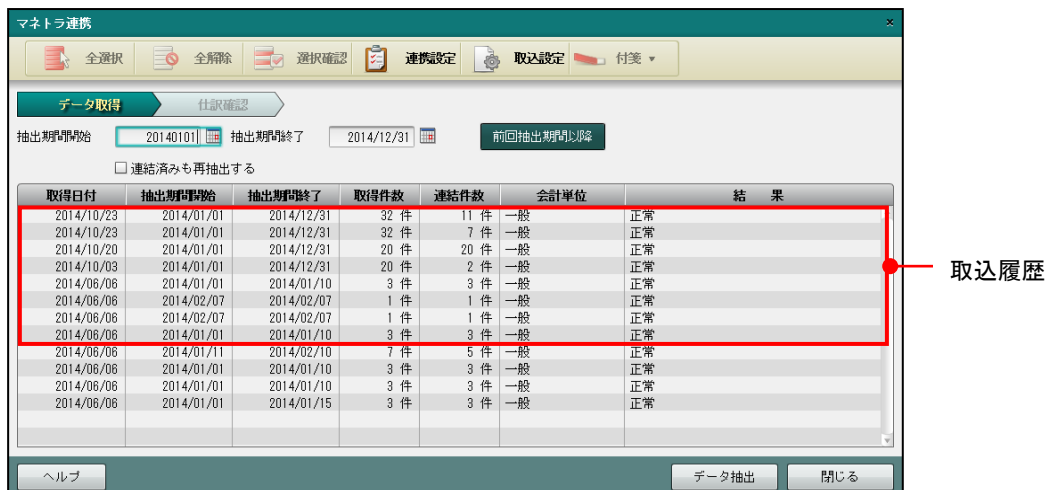 マネトラ連携 ×
全選択 全解除 選択確認 連携設定 取込設定 付箋 ▼
データ取得 仕訳確認
抽出期間開始 20140101 抽出期間終了 2014/12/31 前回抽出期間以降
連結済みも再抽出する
取得日付 抽出期間開始 抽出期間終了 取得件数 連結件数 会計単位 結 果
2014/10/23 2014/01/01 2014/12/31 32 件 11 件 一般 正常
2014/10/23 2014/01/01 2014/12/31 32 件 7 件 一般 正常
2014/10/20 2014/01/01 2014/12/31 20 件 20 件 一般 正常
2014/10/03 2014/01/01 2014/12/31 20 件 2 件 一般 正常
2014/06/06 2014/01/01 2014/01/10 3 件 3 件 一般 正常
2014/06/06 2014/02/07 2014/02/07 1 件 1 件 一般 正常
2014/06/06 2014/02/07 2014/02/07 1 件 1 件 一般 正常
2014/06/06 2014/01/01 2014/01/10 3 件 3 件 一般 正常
2014/06/06 2014/01/11 2014/02/10 7 件 5 件 一般 正常
2014/06/06 2014/01/01 2014/01/10 3 件 3 件 一般 正常
2014/06/06 2014/01/01 2014/01/10 3 件 3 件 一般 正常
2014/06/06 2014/01/01 2014/01/15 3 件 3 件 一般 正常
取込履歴
ヘルプ データ抽出 閉じる